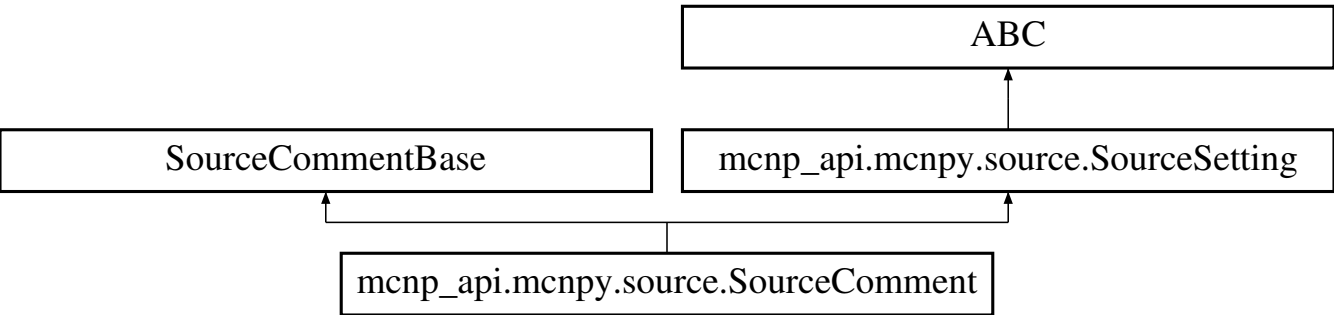 ABC
SourceCommentBase
mcnp_api.mcnpy.source.SourceSetting
mcnp_api.mcnpy.source.SourceComment